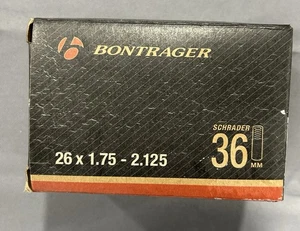 BONTRAGER
SCHRADER
36
MM
26 x 1.75 - 2.125